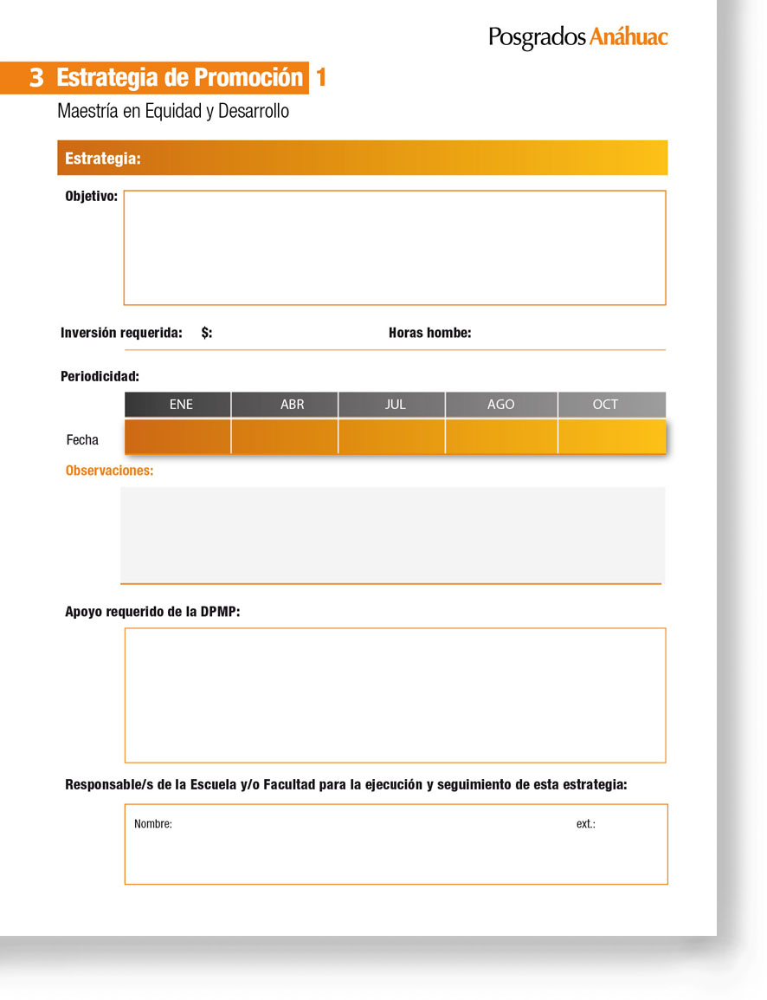 Posgrados Anáhuac
3 Estrategia de Promoción 1
Maestría en Equidad y Desarrollo
Estrategia:
Objetivo:
Inversión requerida: $: Horas hombe:
Periodicidad:
ENE ABR JUL AGO OCT
Fecha
Observaciones:
Apoyo requerido de la DPMP:
Responsable/s de la Escuela y/o Facultad para la ejecución y seguimiento de esta estrategia:
Nombre: ext.: